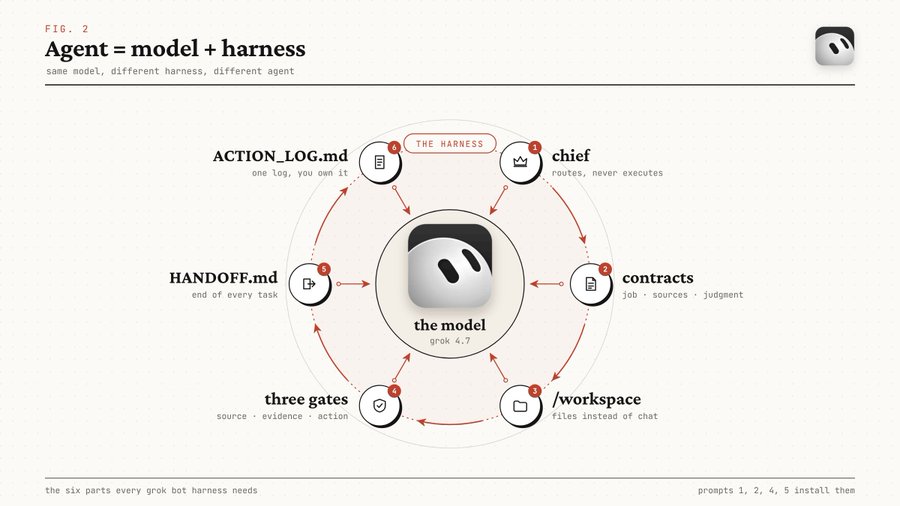 FIG. 2
Agent = model + harness
same model, different harness, different agent
THE HARNESS
6
ACTION_LOG.md
one log, you own it
1
chief
routes, never executes
5
HANDOFF.md
end of every task
2
contracts
job · sources · judgment
the model
grok 4.7
4
three gates
source · evidence · action
3
/workspace
files instead of chat
the six parts every grok bot harness needs
prompts 1, 2, 4, 5 install them